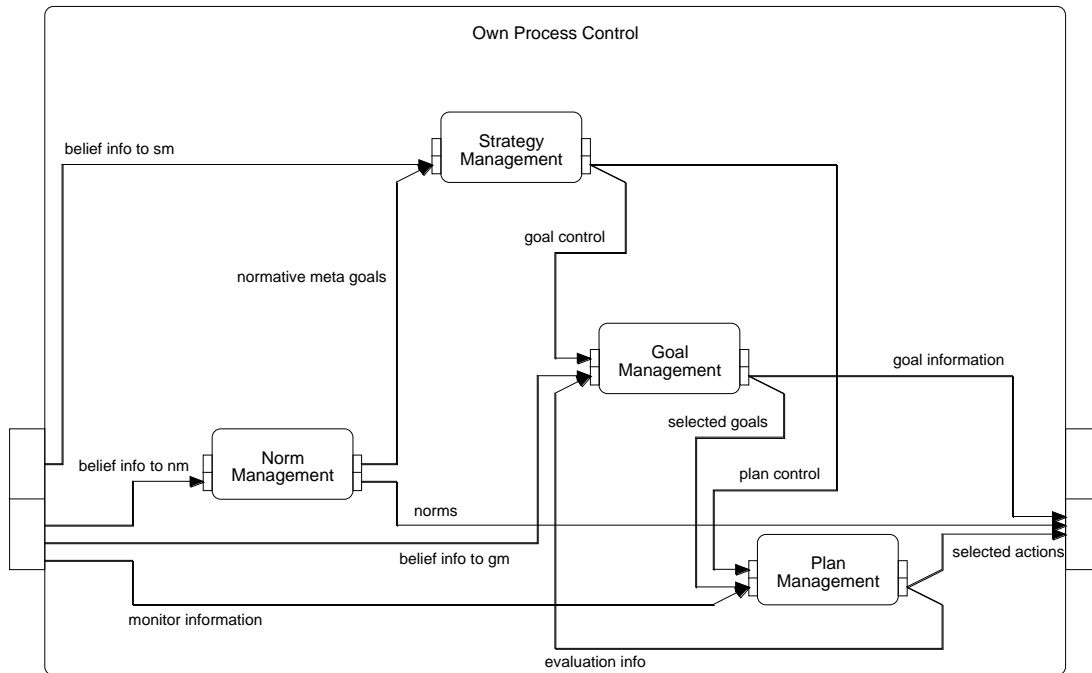 Own Process Control
Strategy
Management
belief info to sm
goal control
normative meta goals
Goal
Management
goal information
selected goals
Norm
Management
belief info to nm
plan control
norms
belief info to gm
selected actions
Plan
Management
monitor information
evaluation info